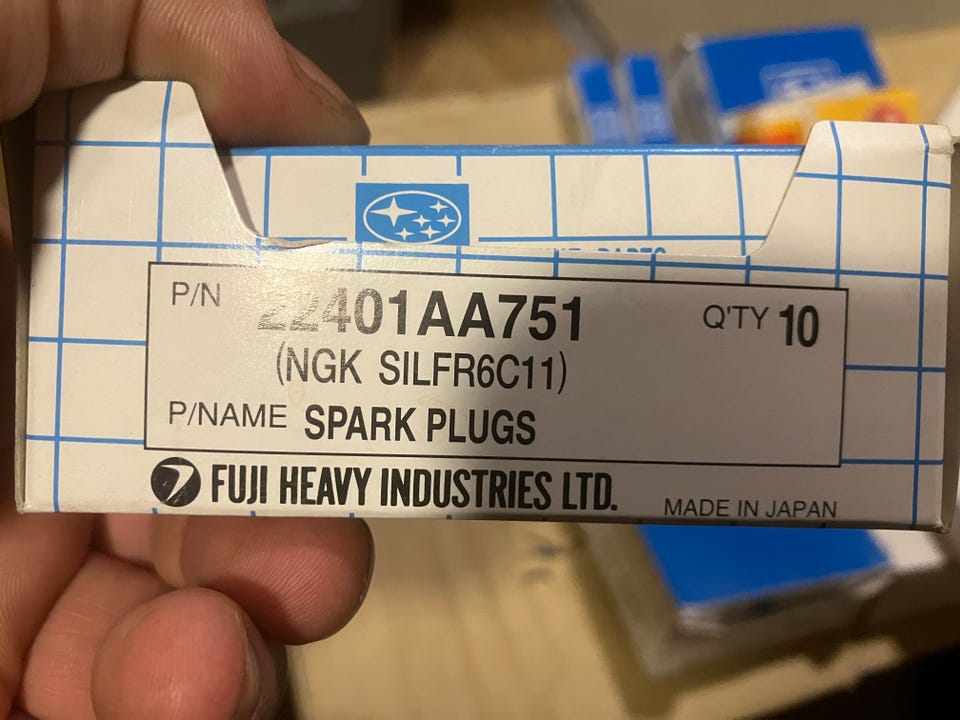 P/N 22401AA751 Q'TY 10
(NGK SILFR6C11)
P/NAME SPARK PLUGS
FUJI HEAVY INDUSTRIES LTD.
MADE IN JAPAN